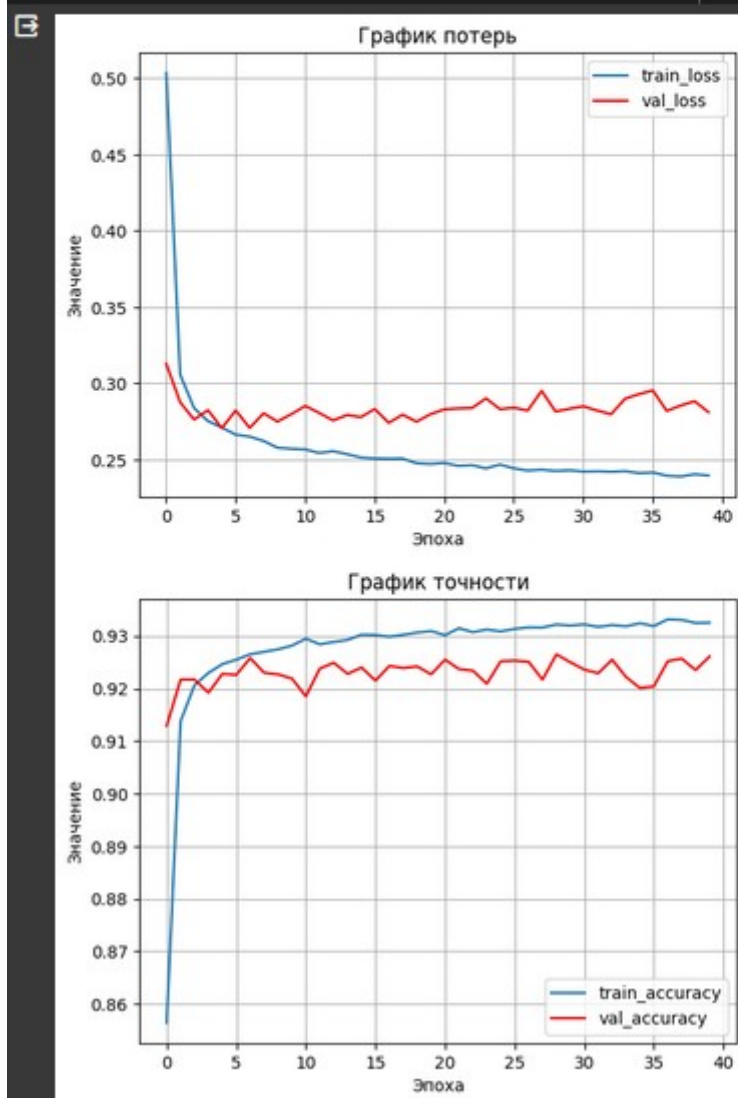 График потерь
train_loss
val_loss
0.50
0.45
0.40
0.35
0.30
0.25
Значение
0 5 10 15 20 25 30 35 40
Эпоха
График точности
0.93
0.92
0.91
0.90
0.89
0.88
0.87
0.86
Значение
train_accuracy
val_accuracy
0 5 10 15 20 25 30 35 40
Эпоха